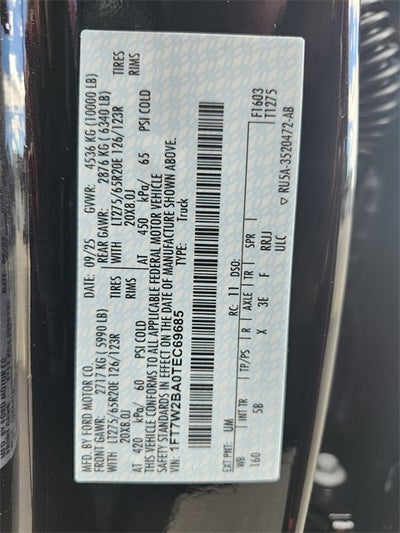 MFD. BY FORD MOTOR CO.
DATE: 09/25 GVWR: 4536 KG (10000 LB)
FRONT GAWR: 2717 KG (5990 LB) REAR GAWR: 2876 KG (6340 LB)
WITH LT275/65R20E 126/123R TIRES WITH LT275/65R20E 126/123R TIRES
20X8.0J RIMS 20X8.0J RIMS
AT 420 kPa/ 60 PSI COLD AT 450 kPa/ 65 PSI COLD
THIS VEHICLE CONFORMS TO ALL APPLICABLE FEDERAL MOTOR VEHICLE
SAFETY STANDARDS IN EFFECT ON THE DATE OF MANUFACTURE SHOWN ABOVE.
VIN: 1FT7W2BA0TEC69685
TYPE: Truck
F1603
T1275
EXT PNT: UM RC: 11 DSO:
WB TP/PS R AXLE TR SPR
160 5B X 3E F RRJJ
ULC
RU5A-3520472-AB